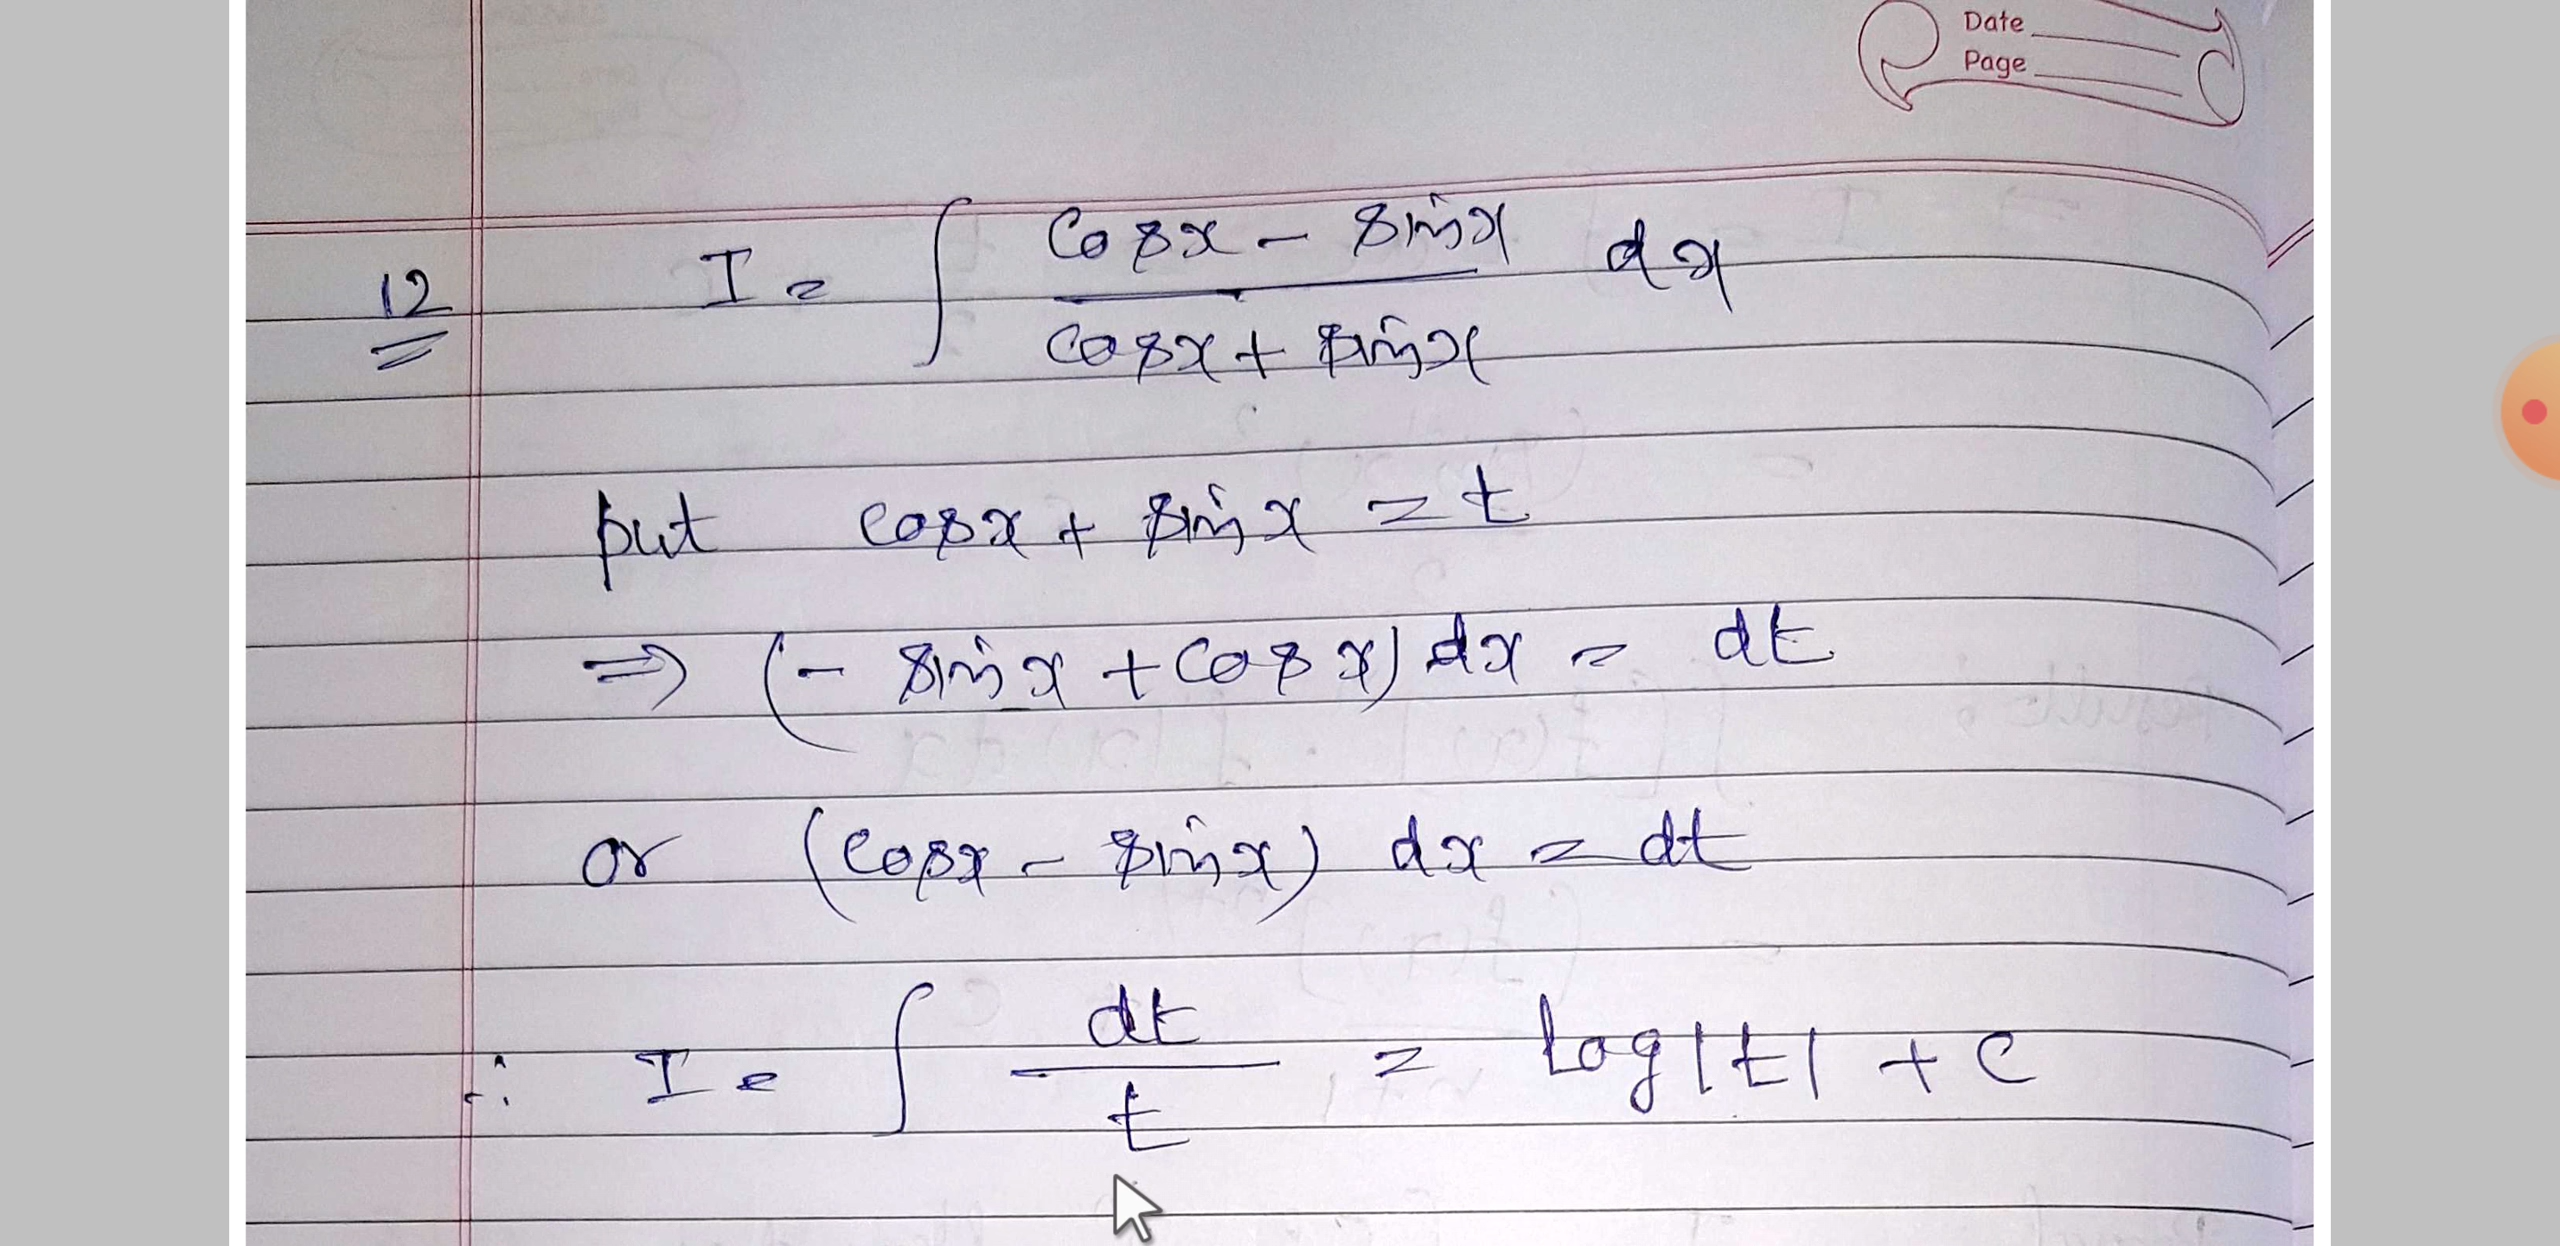 Date
Page
12 I = ∫ (cosx - sinx)/(cosx + sinx) dx
put cosx + sinx = t
⇒ (- sinx + cosx) dx = dt
or (cosx - sinx) dx = dt
∴ I = ∫ dt/t = log|t| + c